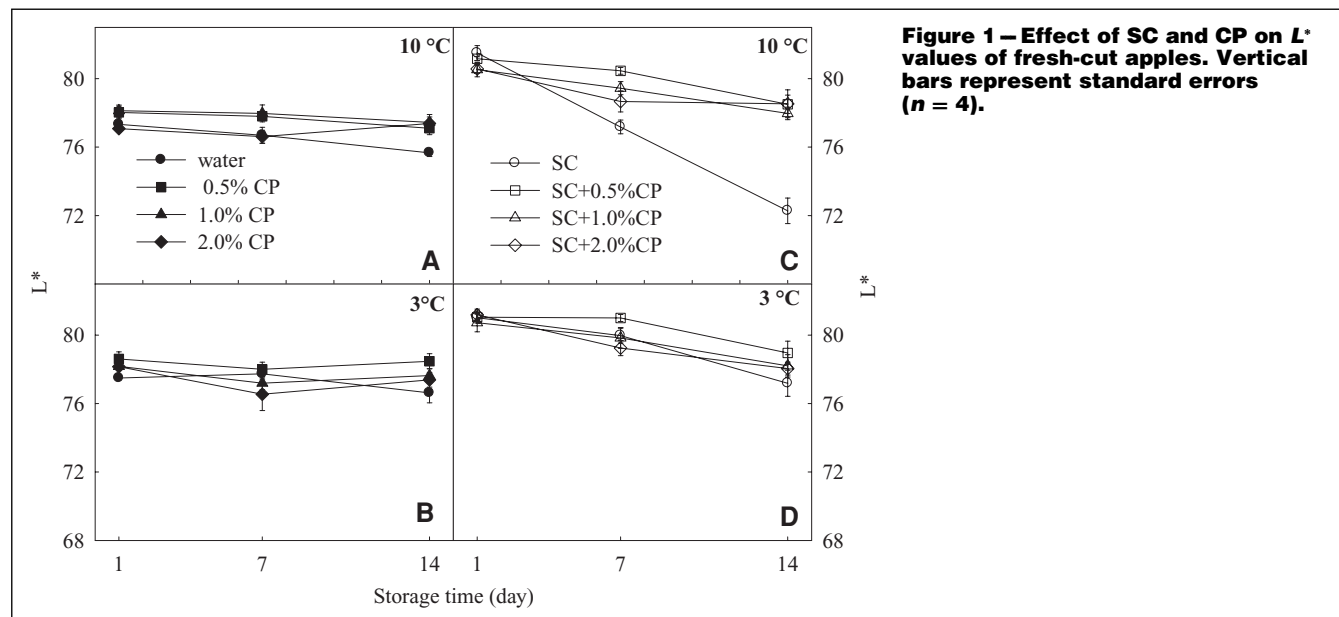 Figure 1—Effect of SC and CP on L* values of fresh-cut apples. Vertical bars represent standard errors (n = 4).
10 °C
80
76
72
water
0.5% CP
1.0% CP
2.0% CP
A
10 °C
80
76
72
SC
SC+0.5%CP
SC+1.0%CP
SC+2.0%CP
C
L*
L*
3°C
80
76
72
68
B
3 °C
80
76
72
68
D
1
7
14
1
7
14
Storage time (day)